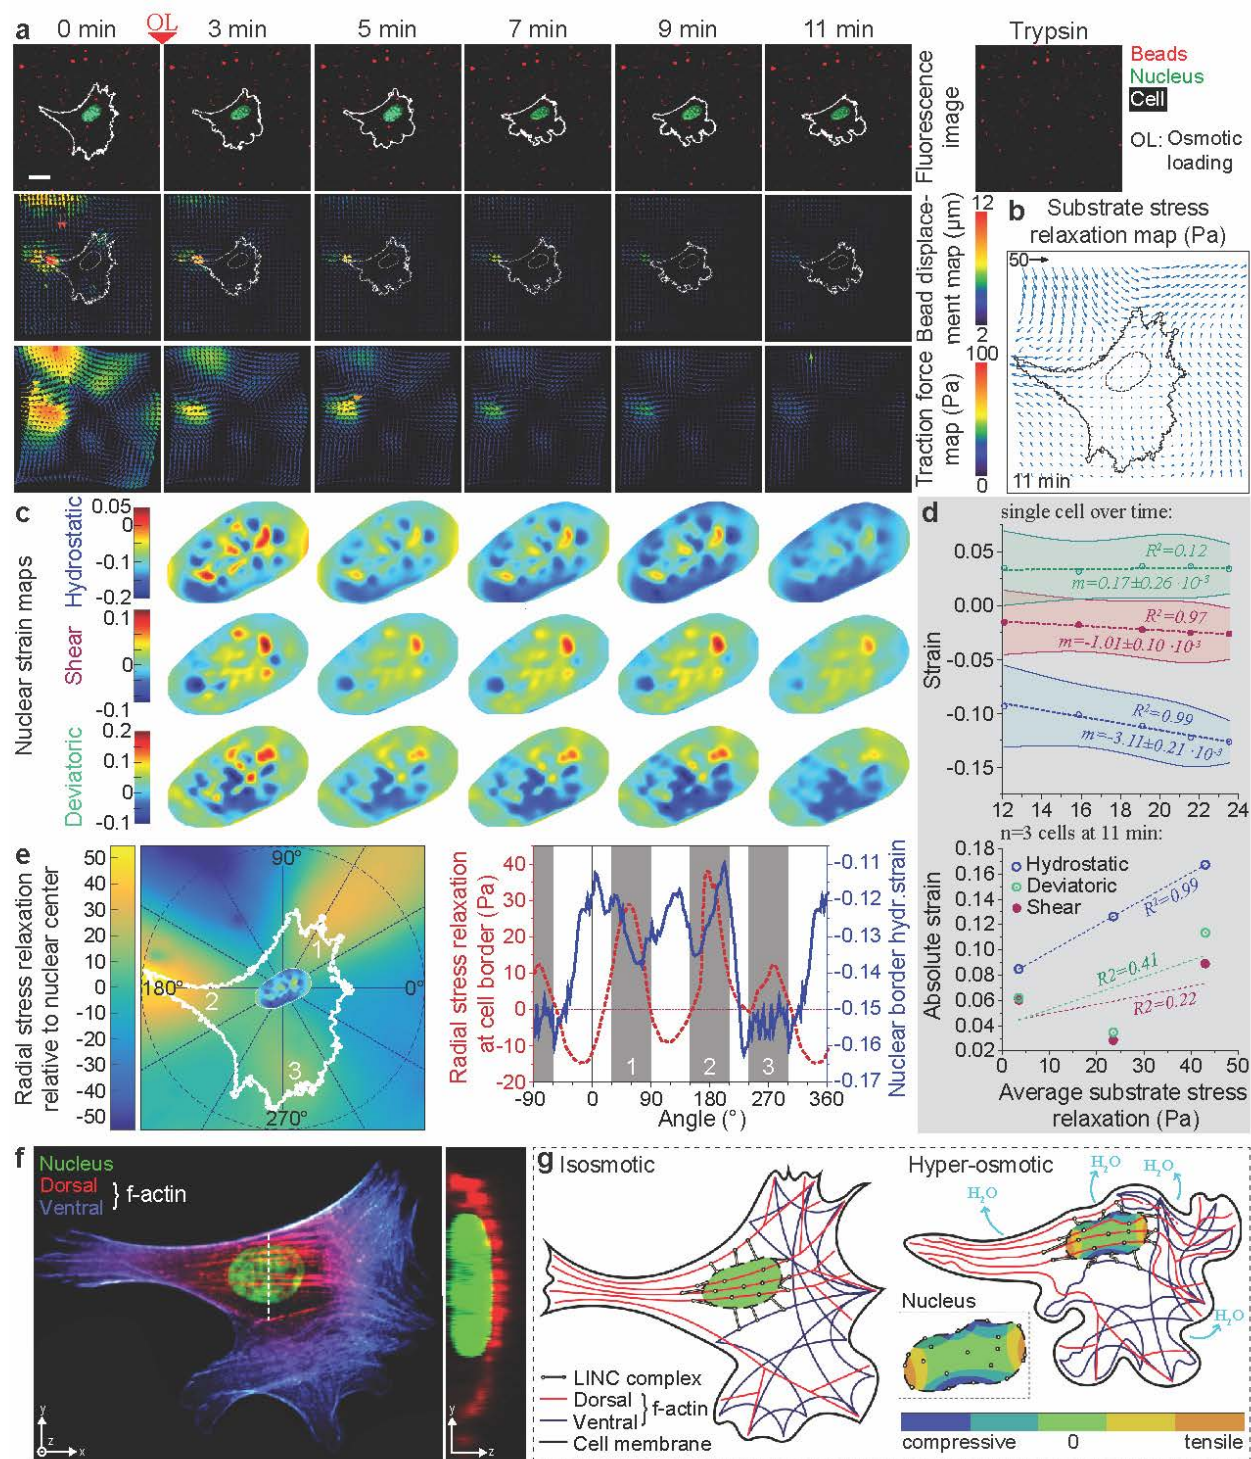 a
0 min
OL
3 min
5 min
7 min
9 min
11 min
Trypsin
Fluorescence
image
Beads
Nucleus
Cell
OL: Osmotic
loading
Bead displace-
ment map (µm)
12
2
Traction force
map (Pa)
100
0
b Substrate stress
relaxation map (Pa)
50
11 min
c
Nuclear strain maps
Hydrostatic
0.05
0
-0.1
-0.2
Shear
0.1
0
-0.1
Deviatoric
0.2
0.1
0
-0.1
d
single cell over time:
Strain
0.05
0.00
-0.05
-0.10
-0.15
R²=0.12
m=0.17±0.26 ·10⁻³
R²=0.97
m=-1.01±0.10 ·10⁻³
R²=0.99
m=-3.11±0.21 ·10⁻³
12 14 16 18 20 22 24
n=3 cells at 11 min:
Absolute strain
0.18
0.16
0.14
0.12
0.10
0.08
0.06
0.04
0.02
Hydrostatic
Deviatoric
Shear
R²=0.99
R2=0.41
R2=0.22
0 10 20 30 40 50
Average substrate stress
relaxation (Pa)
e
Radial stress relaxation
relative to nuclear center
50
40
30
20
10
0
-10
-20
-30
-40
-50
90°
180°
0°
270°
1
2
3
Radial stress relaxation
at cell border (Pa)
40
30
20
10
0
-10
-20
1
2
3
-90 0 90 180 270 360
Angle (°)
-0.11
-0.12
-0.13
-0.14
-0.15
-0.16
-0.17
Nuclear border hydr.strain
f
Nucleus
Dorsal
Ventral
} f-actin
y
z
x
y
z
g Isosmotic
LINC complex
Dorsal
Ventral
} f-actin
Cell membrane
Hyper-osmotic
H₂O
H₂O
H₂O
H₂O
Nucleus
compressive 0 tensile